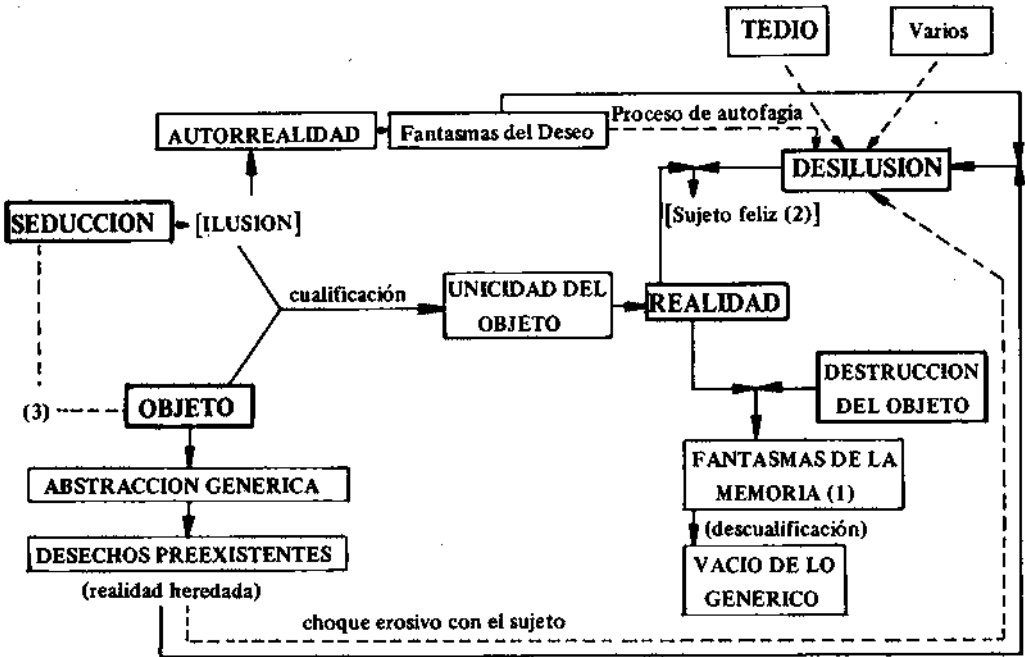 TEDIO
Varios
Proceso de autofagia
AUTORREALIDAD
Fantasmas del Deseo
DESILUSION
SEDUCCION
[ILUSION]
[Sujeto feliz (2)]
cualificación
UNICIDAD DEL
OBJETO
REALIDAD
DESTRUCCION
DEL OBJETO
(3)
OBJETO
FANTASMAS DE LA
MEMORIA (1)
ABSTRACCION GENERICA
(descualificación)
DESECHOS PREEXISTENTES
VACIO DE LO
GENERICO
(realidad heredada)
choque erosivo con el sujeto